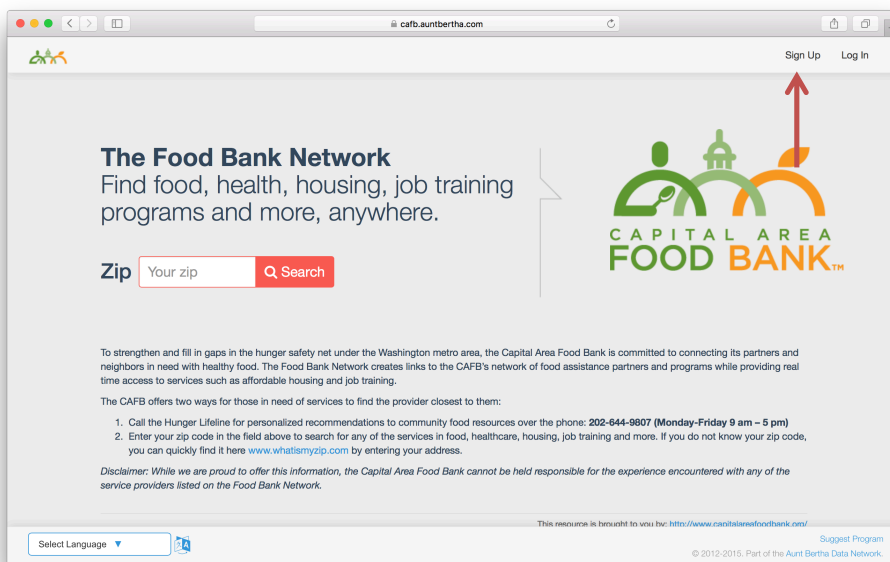 cafb.auntbertha.com
Sign Up Log In
The Food Bank Network
Find food, health, housing, job training
programs and more, anywhere.
CAPITAL AREA
FOOD BANK™
Zip Your zip Search
To strengthen and fill in gaps in the hunger safety net under the Washington metro area, the Capital Area Food Bank is committed to connecting its partners and
neighbors in need with healthy food. The Food Bank Network creates links to the CAFB's network of food assistance partners and programs while providing real
time access to services such as affordable housing and job training.
The CAFB offers two ways for those in need of services to find the provider closest to them:
1. Call the Hunger Lifeline for personalized recommendations to community food resources over the phone: 202-644-9807 (Monday-Friday 9 am – 5 pm)
2. Enter your zip code in the field above to search for any of the services in food, healthcare, housing, job training and more. If you do not know your zip code,
you can quickly find it here www.whatismyzip.com by entering your address.
Disclaimer: While we are proud to offer this information, the Capital Area Food Bank cannot be held responsible for the experience encountered with any of the
service providers listed on the Food Bank Network.
This resource is brought to you by: http://www.capitalareafoodbank.org/
Select Language ▼
Suggest Program
© 2012-2015. Part of the Aunt Bertha Data Network.